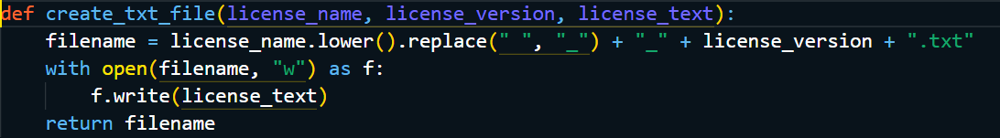 def create_txt_file(license_name, license_version, license_text):
    filename = license_name.lower().replace(" ", "_") + "_" + license_version + ".txt"
    with open(filename, "w") as f:
        f.write(license_text)
    return filename